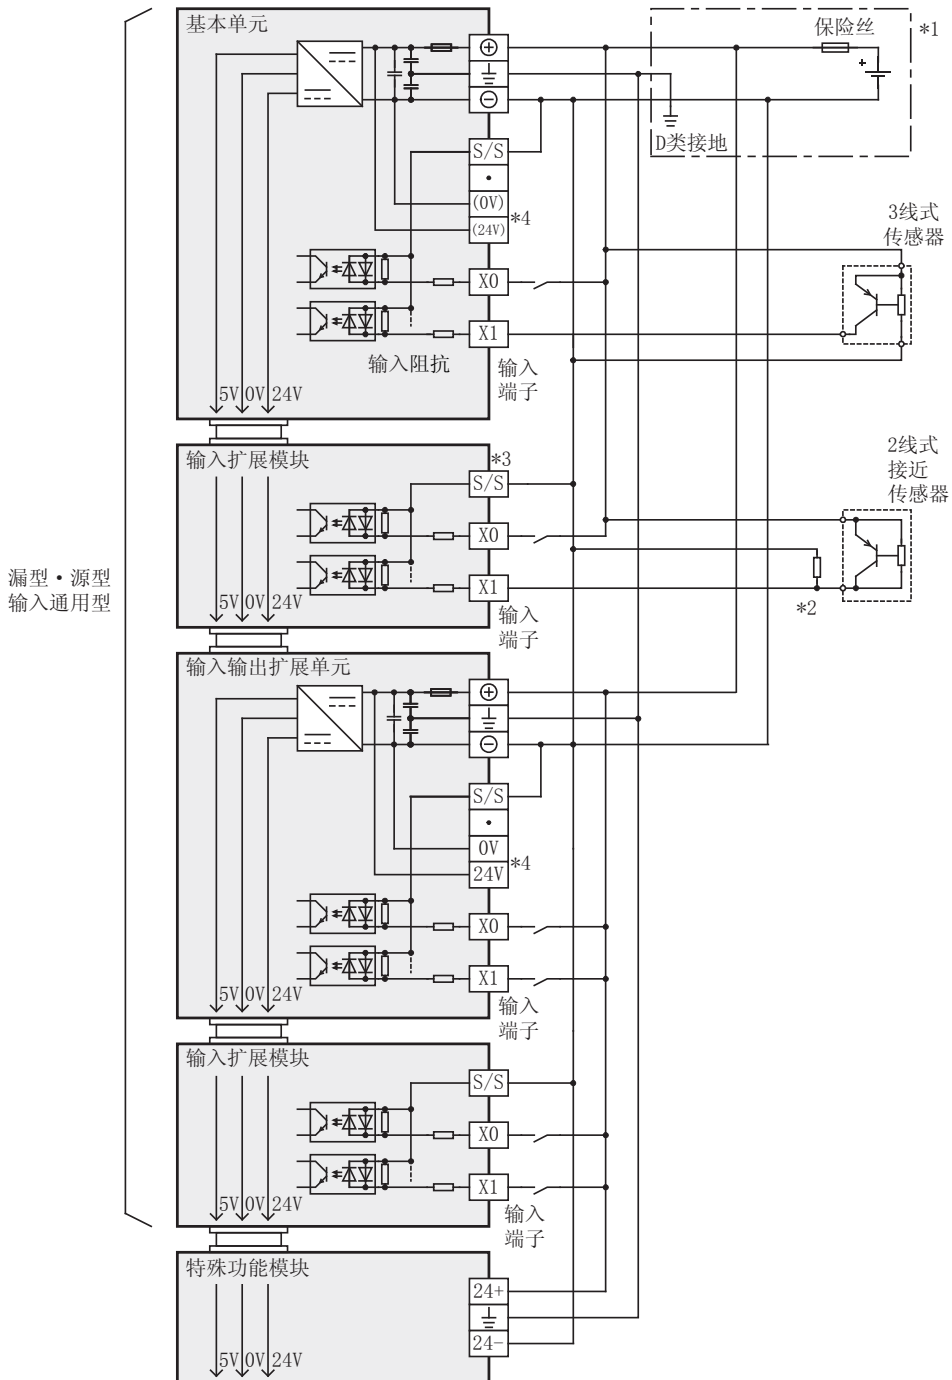 基本单元
保险丝
*1
D类接地
S/S
(0V)
(24V)
*4
X0
X1
3线式
传感器
输入阻抗
输入
端子
5V 0V 24V
输入扩展模块
*3
S/S
X0
X1
2线式
接近
传感器
*2
输入
端子
5V 0V 24V
漏型・源型
输入通用型
输入输出扩展单元
S/S
0V
24V
*4
X0
X1
输入
端子
5V 0V 24V
输入扩展模块
S/S
X0
X1
输入
端子
5V 0V 24V
特殊功能模块
24+
24-
5V 0V 24V